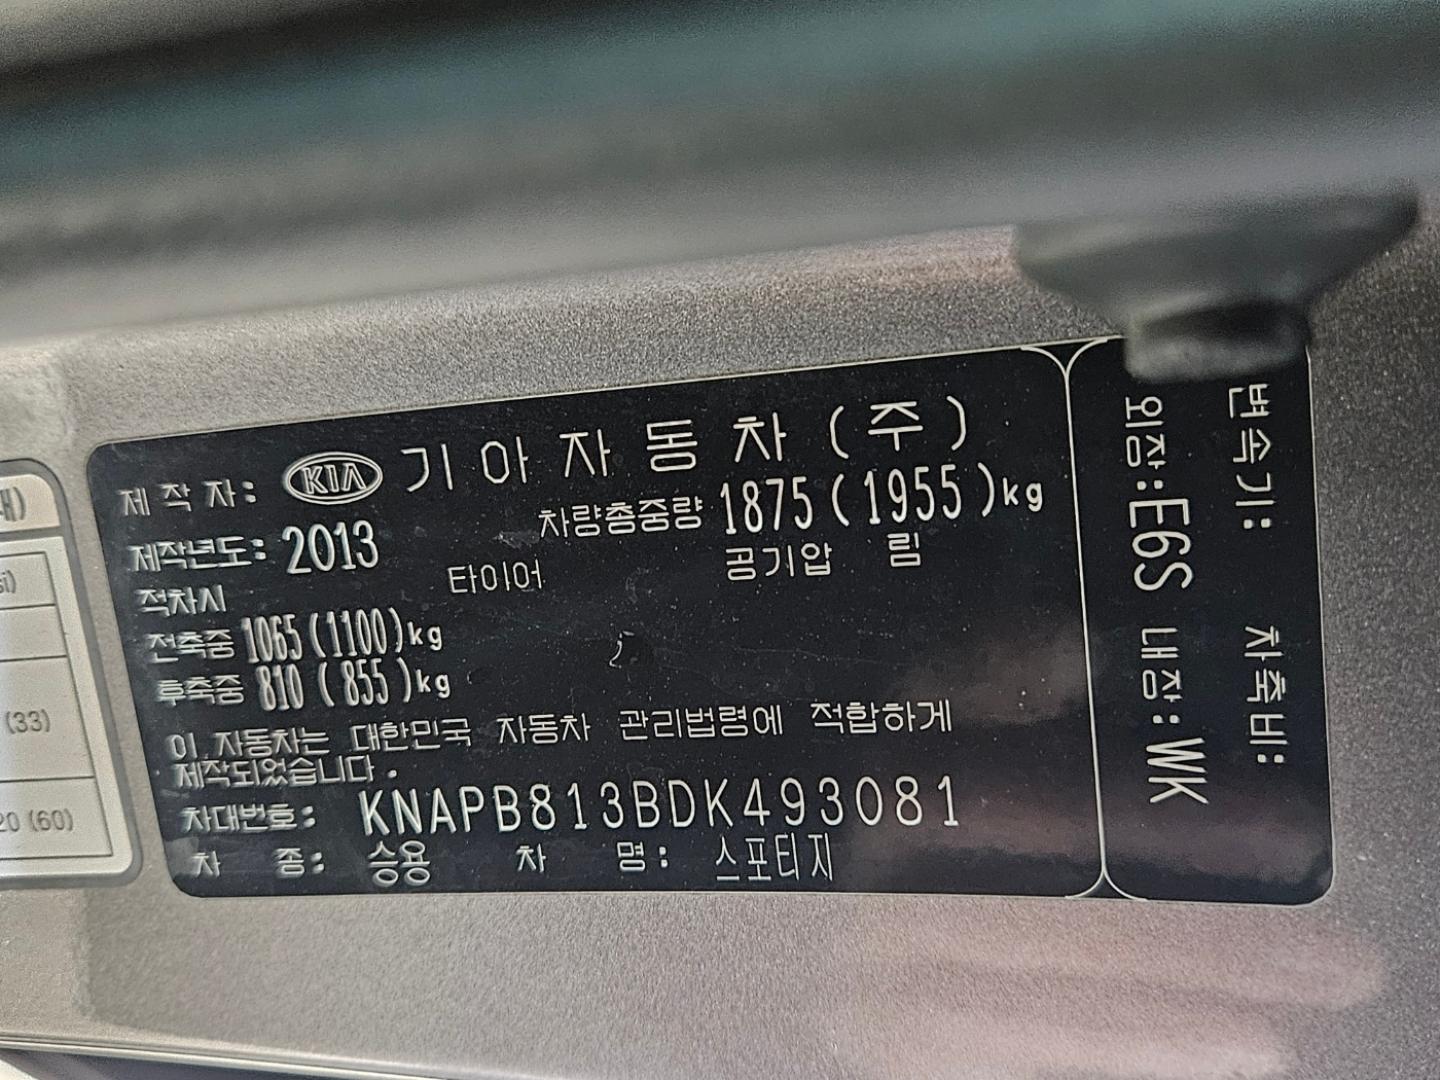 제 작 자: KIA 기 아 자 동 차 ( 주 )
제작년도: 2013 차량총중량 1875 ( 1955 )kg
적차시 타이어 공기압 림
전축중 1065 (1100)kg
후축중 810 ( 855 )kg
이 자동차는 대한민국 자동차 관리법령에 적합하게
제작되었습니다.
차대번호: KNAPB813BDK493081
차 종: 승용 차 명: 스포티지
변속기: 차축비:
외장:E6S 내장:WK
(33)
20 (60)